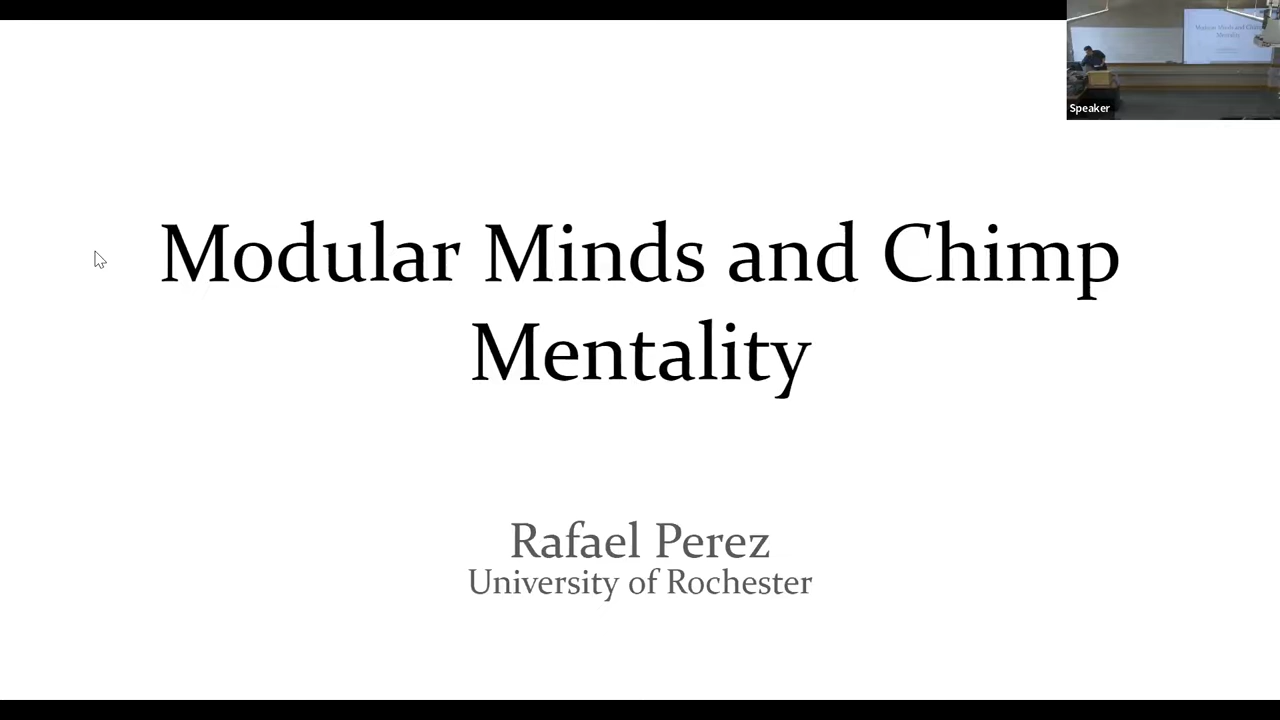 Modular Minds and Chimp
Mentality
Rafael Perez
University of Rochester
Speaker